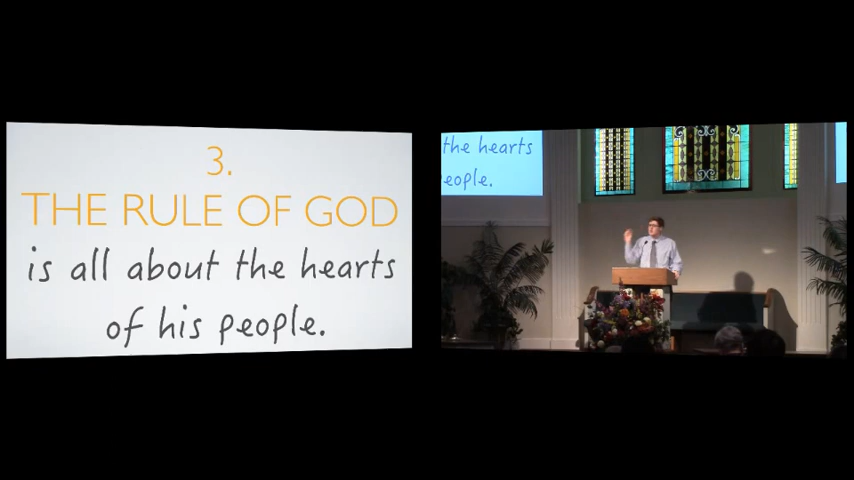 3.
THE RULE OF GOD
is all about the hearts
of his people.
the hearts
eople.